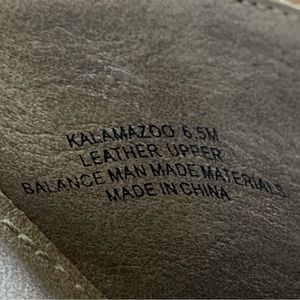 KALAMAZOO 6.5M
LEATHER UPPER
BALANCE MAN MADE MATERIALS
MADE IN CHINA